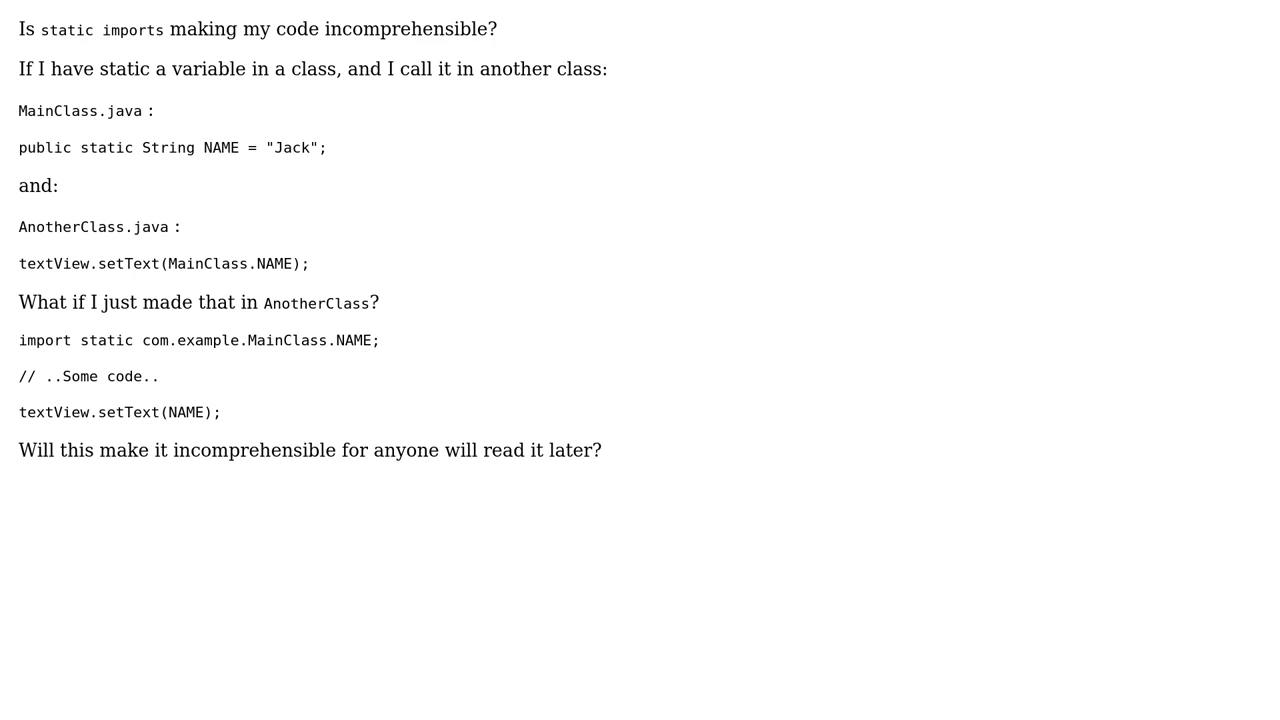 Is static imports making my code incomprehensible?
If I have static a variable in a class, and I call it in another class:
MainClass.java :
public static String NAME = "Jack";
and:
AnotherClass.java :
textView.setText(MainClass.NAME);
What if I just made that in AnotherClass?
import static com.example.MainClass.NAME;
// ..Some code..
textView.setText(NAME);
Will this make it incomprehensible for anyone will read it later?